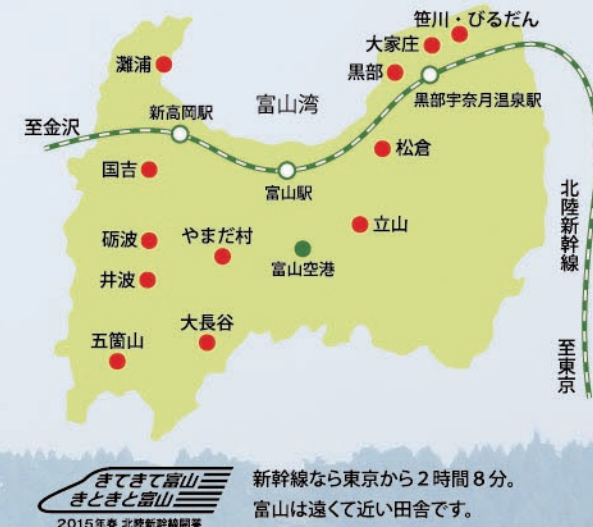 笹川・びるだん
大家庄
灘浦
黒部
富山湾
黒部宇奈月温泉駅
新高岡駅
至金沢
松倉
国吉
富山駅
北陸新幹線
立山
やまだ村
砺波
富山空港
井波
大長谷
五箇山
至東京
きてきて富山
きときと富山
2015年春 北陸新幹線開業
新幹線なら東京から2時間8分。
富山は遠くて近い田舎です。